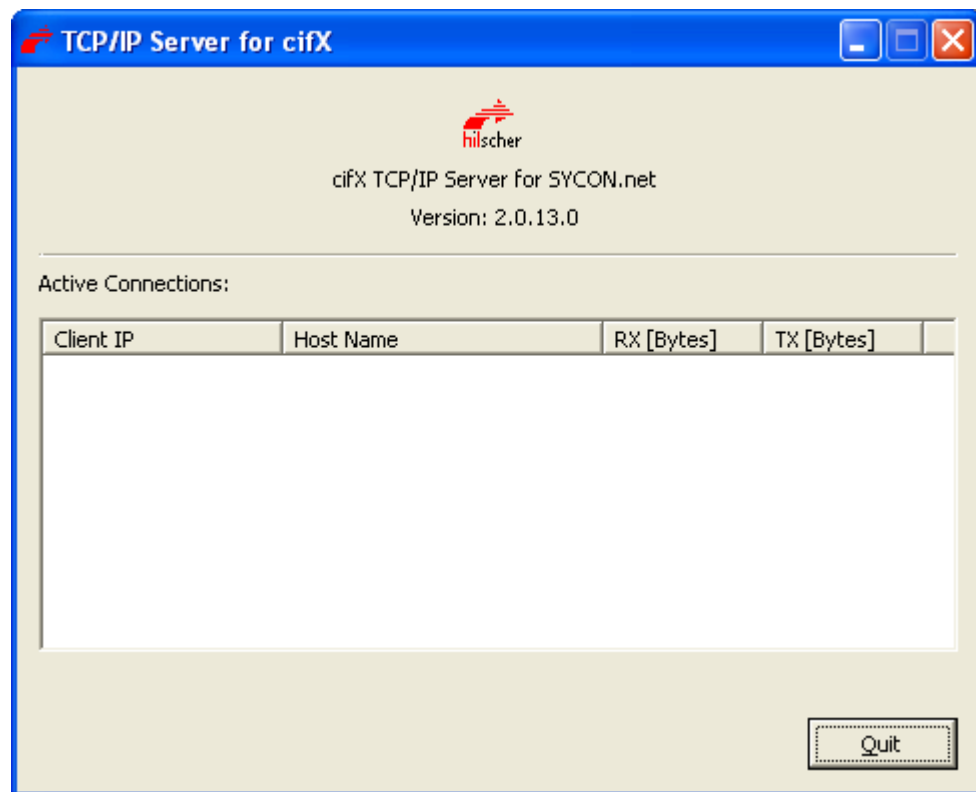 TCP/IP Server for cifX
hilscher
cifX TCP/IP Server for SYCON.net
Version: 2.0.13.0
Active Connections:
Client IP Host Name RX [Bytes] TX [Bytes]
Quit